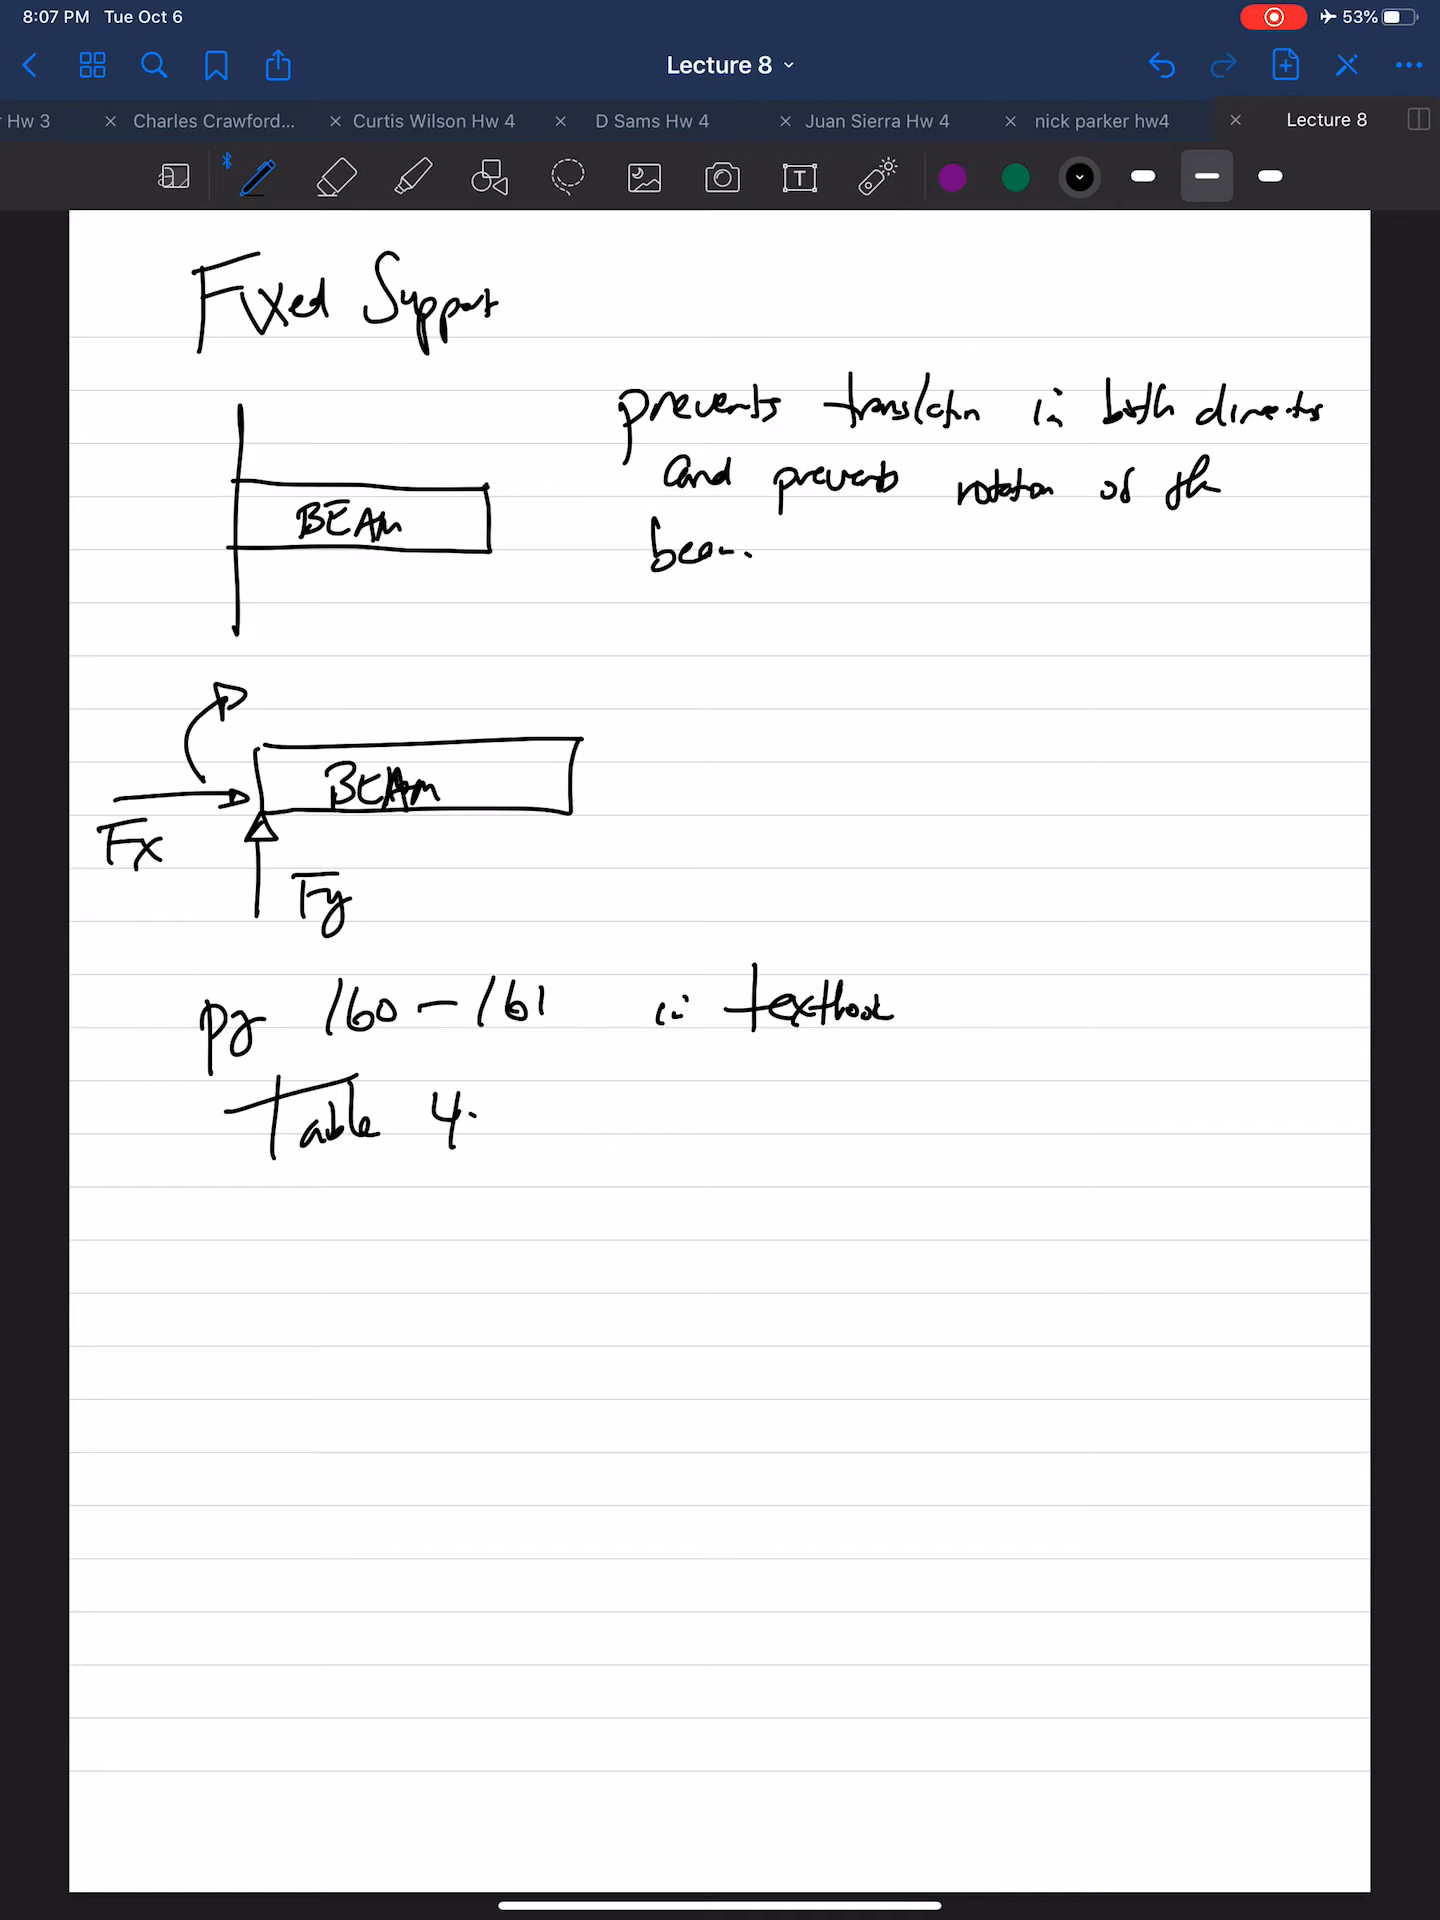 8:07 PM Tue Oct 6
53%
Lecture 8
r Hw 3
Charles Crawford...
Curtis Wilson Hw 4
D Sams Hw 4
Juan Sierra Hw 4
nick parker hw4
Lecture 8
T
Fixed Support
prevents translation in both directions
and prevents rotation of the
beam.
BEAM
BEAM
Fx
Fy
pg 160 - 161 in textbook
Table 4.